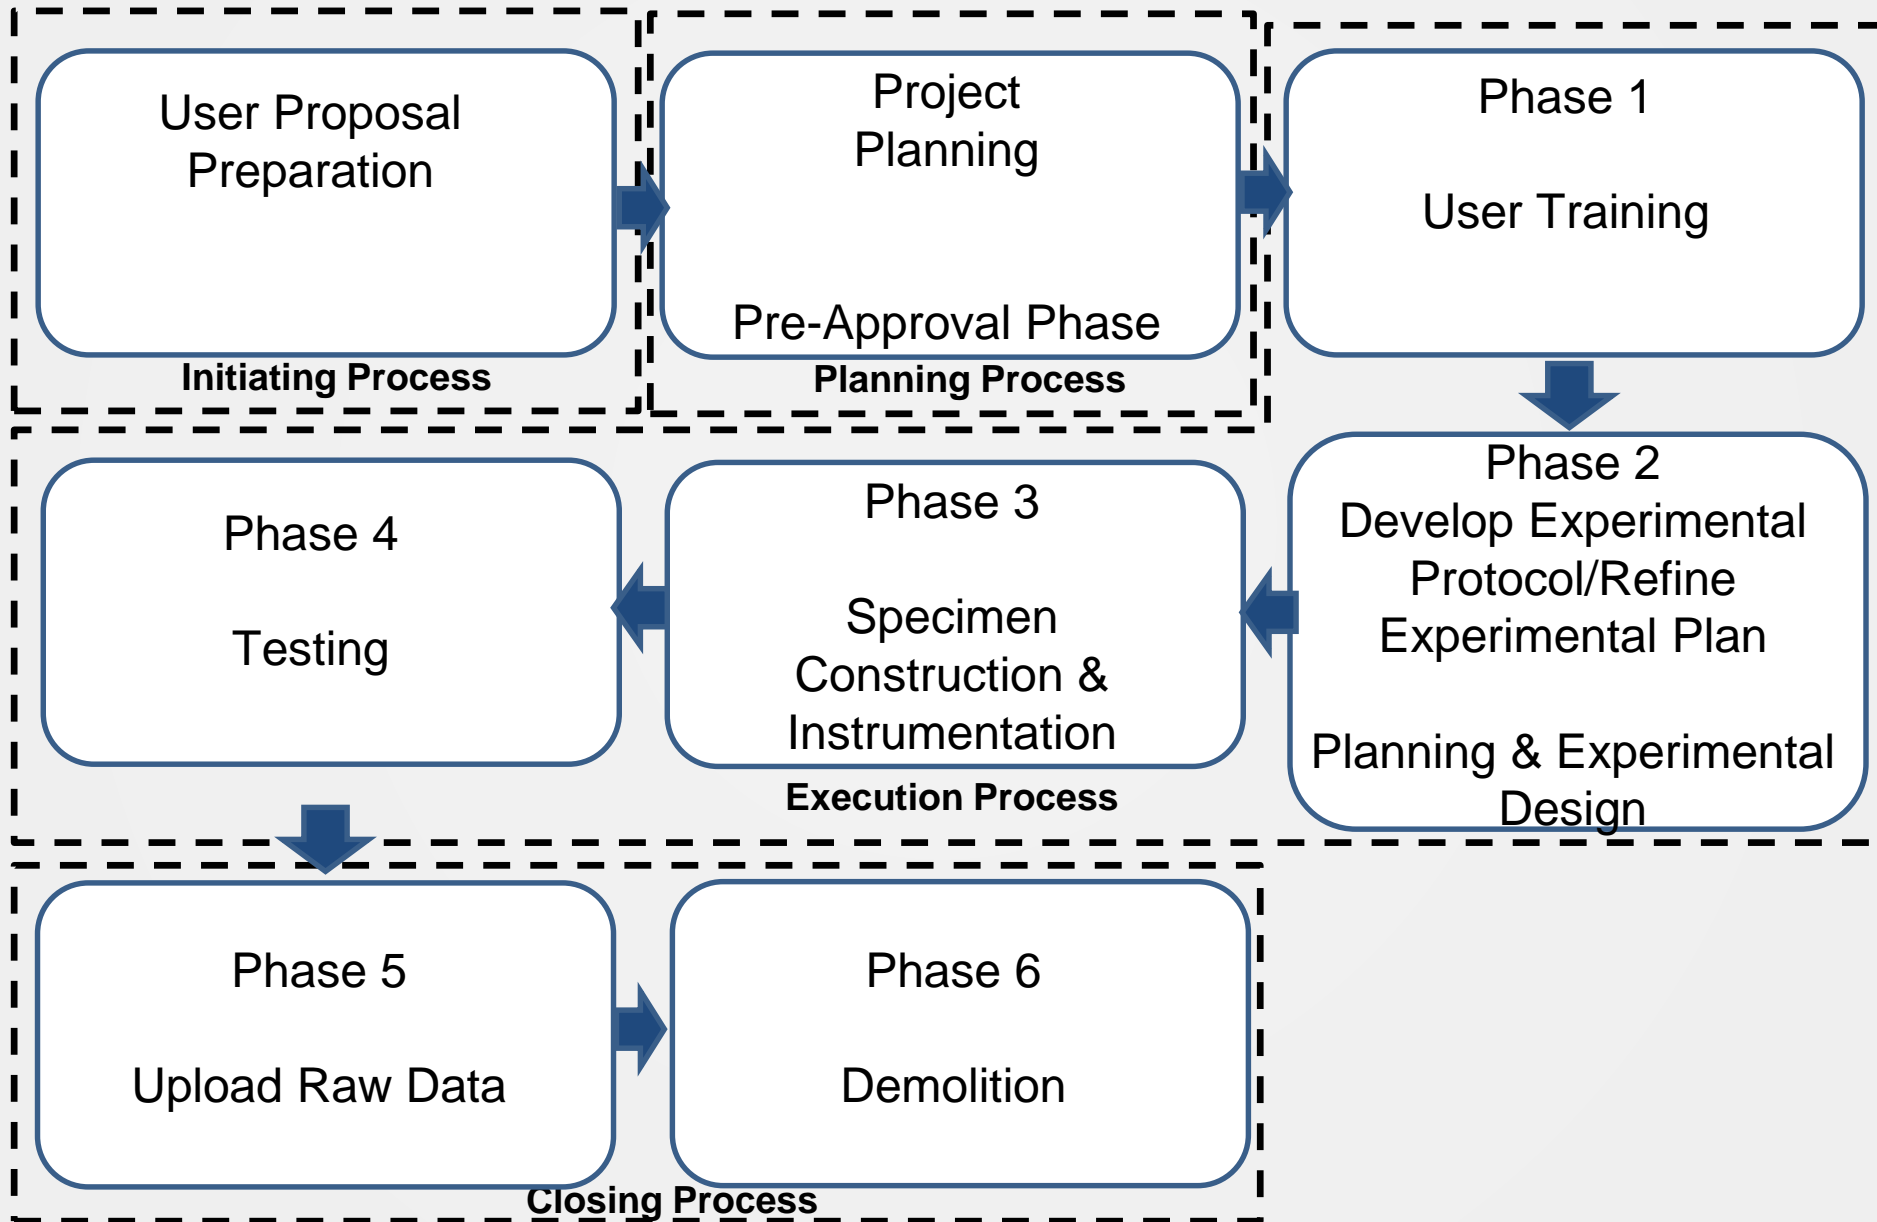 User Proposal
Preparation
Initiating Process
Project
Planning
Pre-Approval Phase
Planning Process
Phase 1
User Training
Phase 2
Develop Experimental
Protocol/Refine
Experimental Plan
Planning & Experimental
Design
Phase 3
Specimen
Construction &
Instrumentation
Phase 4
Testing
Execution Process
Phase 5
Upload Raw Data
Phase 6
Demolition
Closing Process